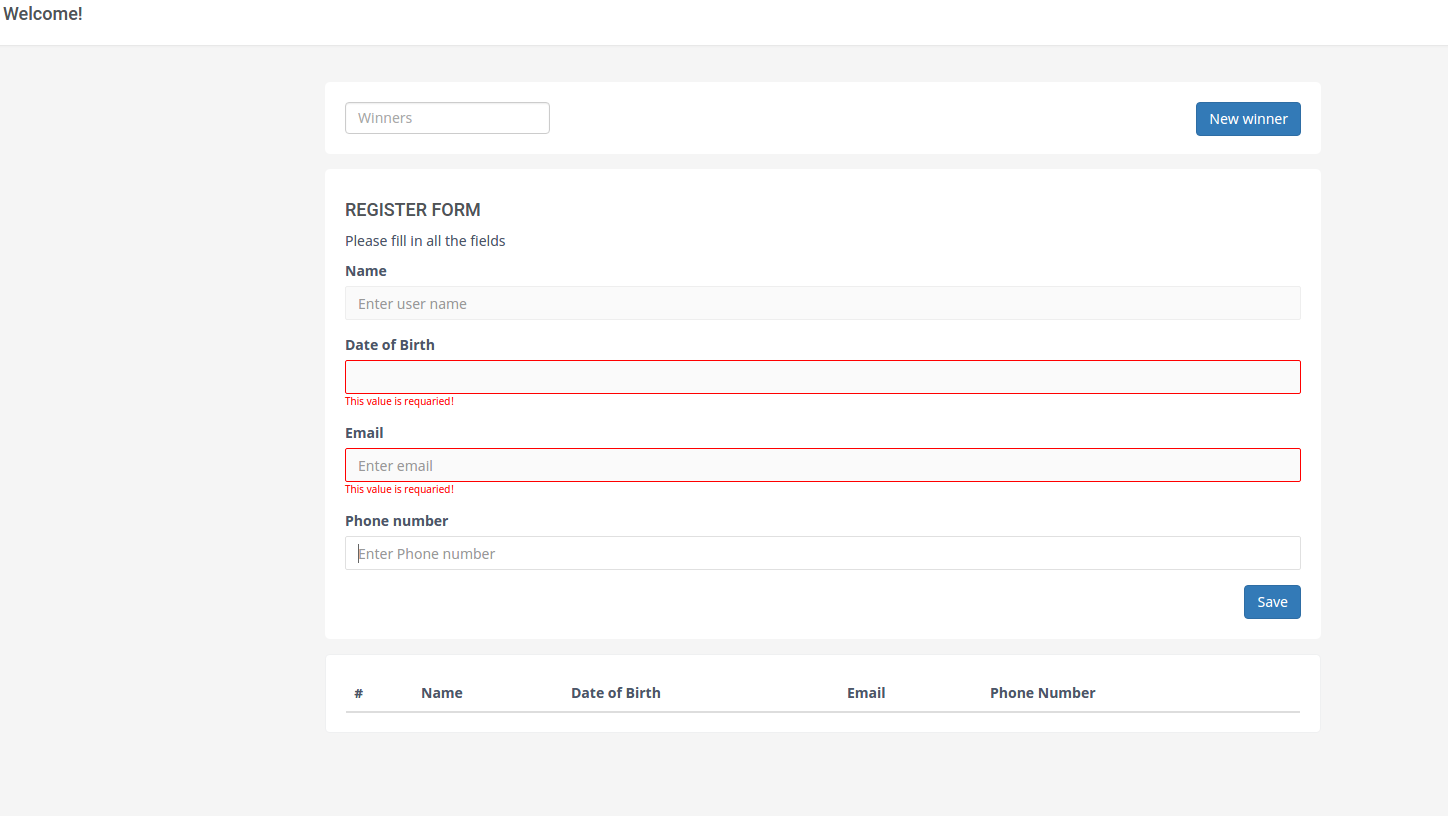 Welcome!
Winners
New winner
REGISTER FORM
Please fill in all the fields
Name
Enter user name
Date of Birth
This value is requaried!
Email
Enter email
This value is requaried!
Phone number
Enter Phone number
Save
# Name Date of Birth Email Phone Number